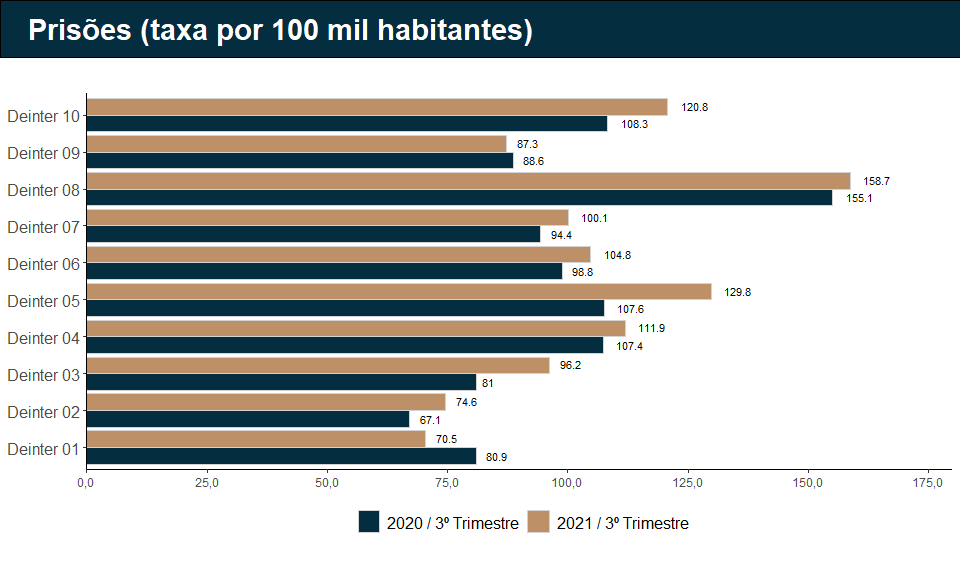 Prisões (taxa por 100 mil habitantes)
Deinter 10
120.8
108.3
Deinter 09
87.3
88.6
Deinter 08
158.7
155.1
Deinter 07
100.1
94.4
Deinter 06
104.8
98.8
Deinter 05
129.8
107.6
Deinter 04
111.9
107.4
Deinter 03
96.2
81
Deinter 02
74.6
67.1
Deinter 01
70.5
80.9
0,0 25,0 50,0 75,0 100,0 125,0 150,0 175,0
2020 / 3º Trimestre 2021 / 3º Trimestre